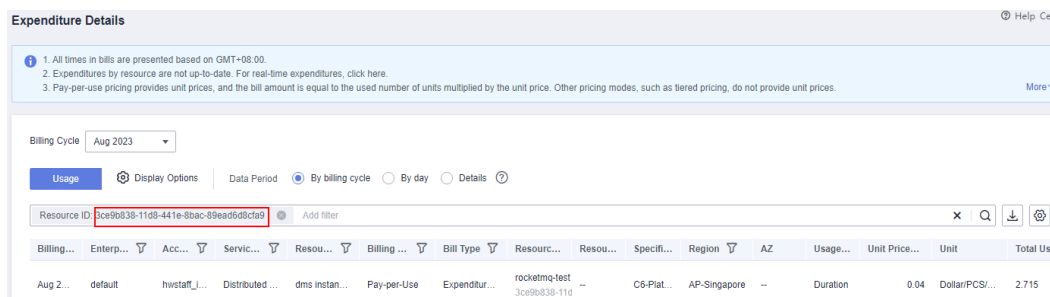 Expenditure Details
Help Ce
1. All times in bills are presented based on GMT+08:00.
2. Expenditures by resource are not up-to-date. For real-time expenditures, click here.
3. Pay-per-use pricing provides unit prices, and the bill amount is equal to the used number of units multiplied by the unit price. Other pricing modes, such as tiered pricing, do not provide unit prices.
More
Billing Cycle Aug 2023
Usage Display Options Data Period By billing cycle By day Details
Resource ID: 3ce9b838-11d8-441e-8bac-89ead6d8cfa9 Add filter
Billing... Enterp... Acc... Servic... Resou... Billing ... Bill Type Resourc... Resou... Specifi... Region AZ Usage... Unit Price... Unit Total Us
Aug 2... default hwstaff_i... Distributed ... dms instan... Pay-per-Use Expenditur... rocketmq-test -- C6-Plat... AP-Singapore -- Duration 0.04 Dollar/PCS/... 2.715
3ce9b838-11d